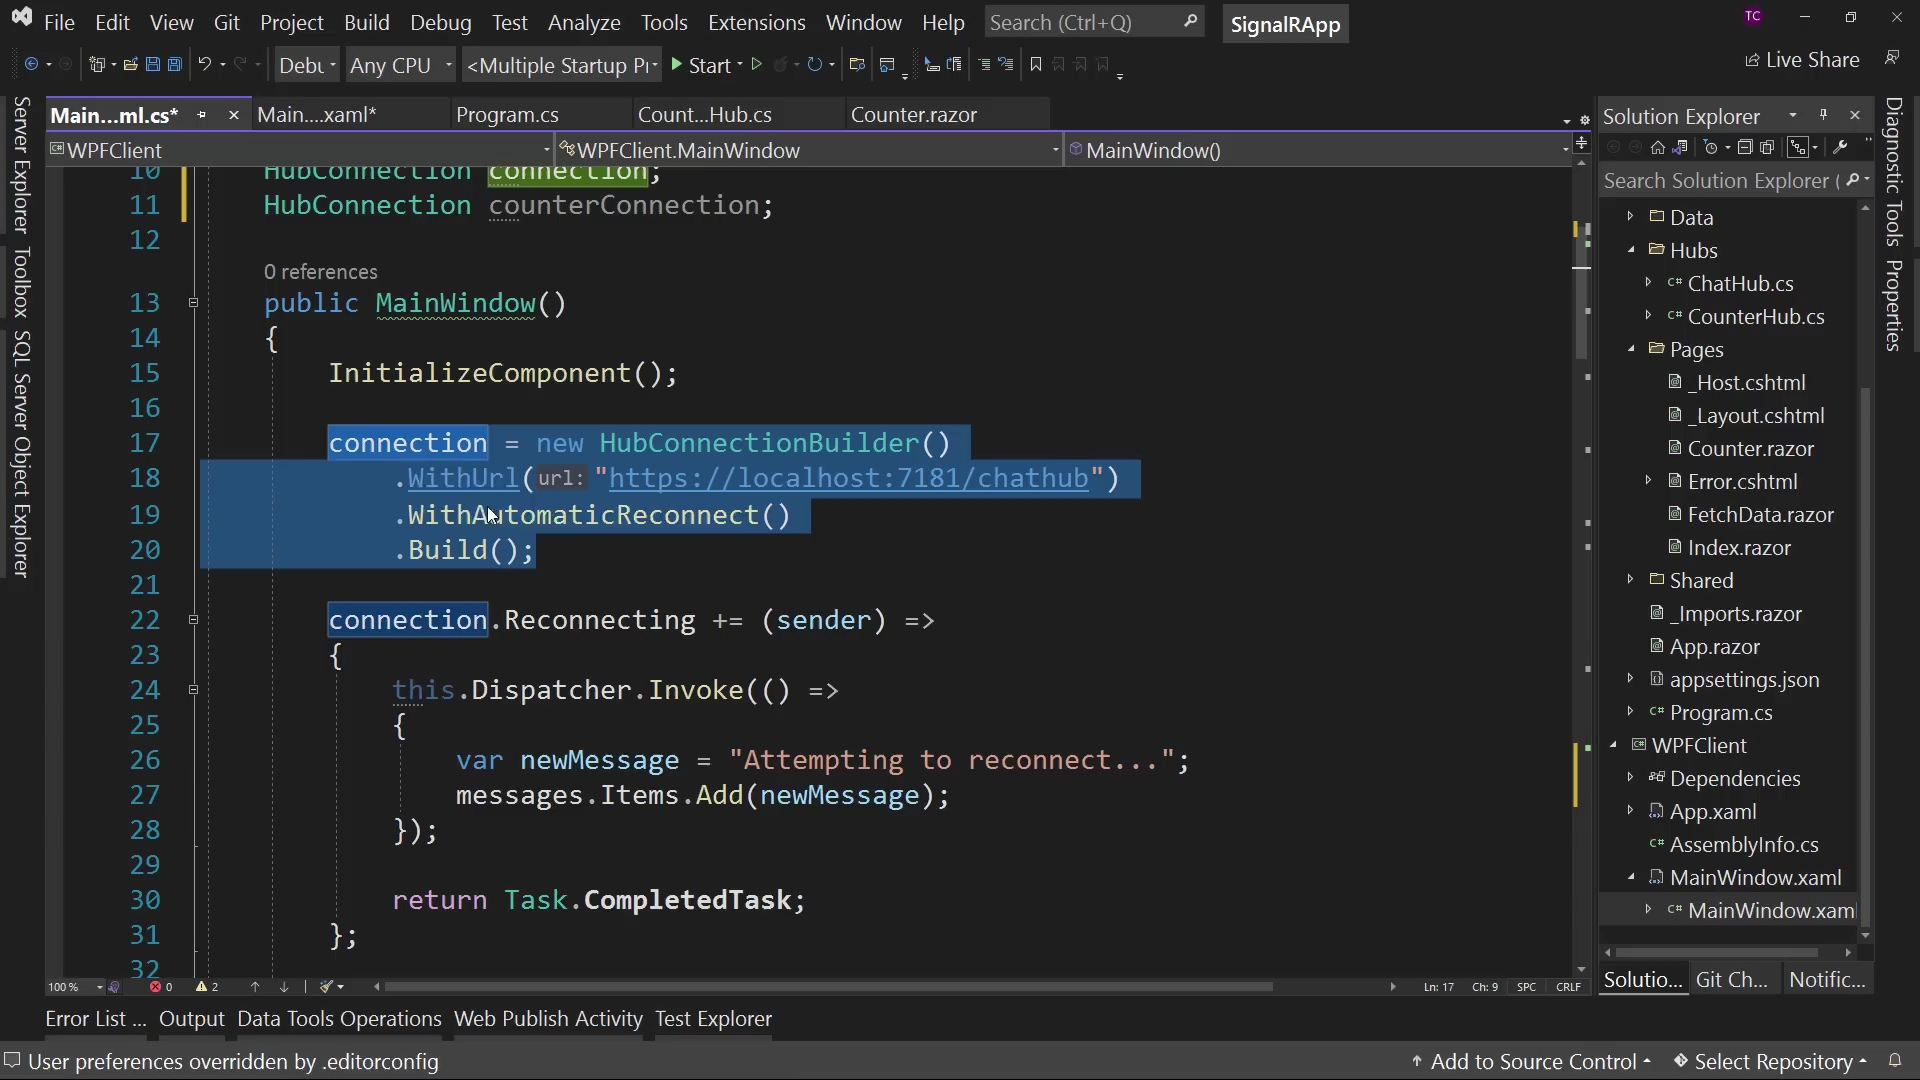 File Edit View Git Project Build Debug Test Analyze Tools Extensions Window Help Search (Ctrl+Q) SignalRApp TC
Debu Any CPU <Multiple Startup Pr Start Live Share
Main...ml.cs* Main....xaml* Program.cs Count...Hub.cs Counter.razor
WPFClient WPFClient.MainWindow MainWindow()
10 HubConnection connection;
11 HubConnection counterConnection;
12
0 references
13 public MainWindow()
14 {
15 InitializeComponent();
16
17 connection = new HubConnectionBuilder()
18 .WithUrl(url: "https://localhost:7181/chathub")
19 .WithAutomaticReconnect()
20 .Build();
21
22 connection.Reconnecting += (sender) =>
23 {
24 this.Dispatcher.Invoke(() =>
25 {
26 var newMessage = "Attempting to reconnect...";
27 messages.Items.Add(newMessage);
28 });
29
30 return Task.CompletedTask;
31 };
32
100 % 0 2 Ln: 17 Ch: 9 SPC CRLF
Error List ... Output Data Tools Operations Web Publish Activity Test Explorer
User preferences overridden by .editorconfig Add to Source Control Select Repository
Server Explorer
Toolbox
SQL Server Object Explorer
Solution Explorer
Search Solution Explorer (
Data
Hubs
C# ChatHub.cs
C# CounterHub.cs
Pages
_Host.cshtml
_Layout.cshtml
Counter.razor
Error.cshtml
FetchData.razor
Index.razor
Shared
_Imports.razor
App.razor
appsettings.json
C# Program.cs
WPFClient
Dependencies
App.xaml
C# AssemblyInfo.cs
MainWindow.xaml
C# MainWindow.xaml
Solutio... Git Ch... Notific...
Diagnostic Tools
Properties